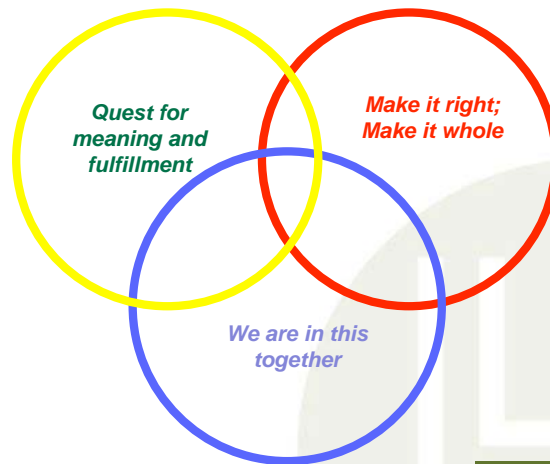 Quest for
meaning and
fulfillment
Make it right;
Make it whole
We are in this
together